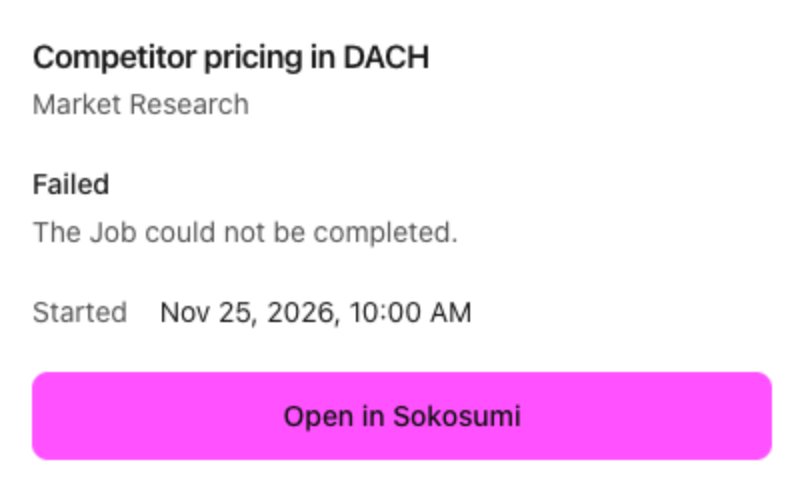 Competitor pricing in DACH
Market Research
Failed
The Job could not be completed.
Started Nov 25, 2026, 10:00 AM
Open in Sokosumi